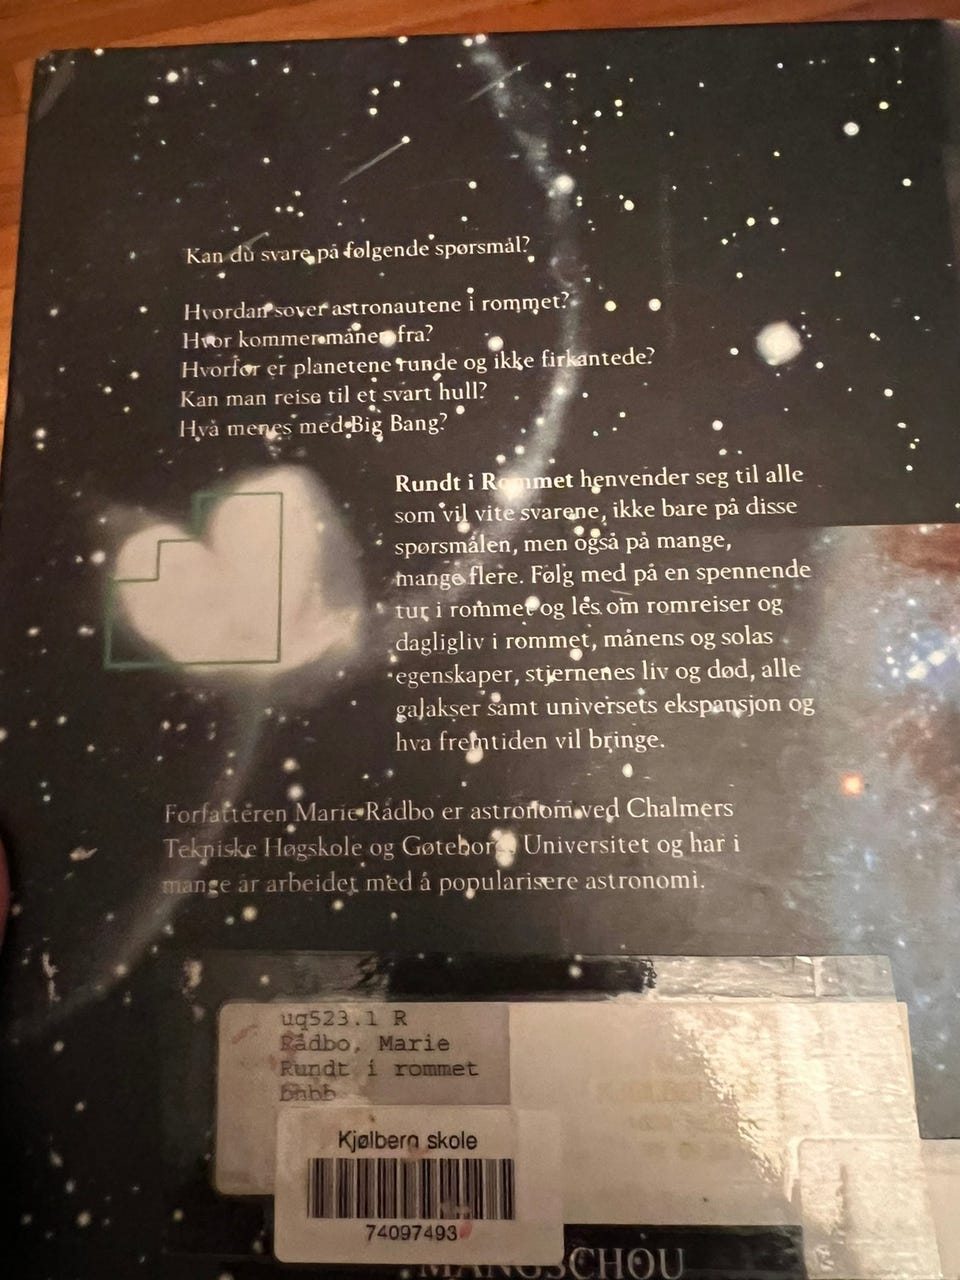 Kan du svare på følgende spørsmål?
Hvordan sover astronautene i rommet?
Hvor kommer månen fra?
Hvorfor er planetene runde og ikke firkantede?
Kan man reise til et svart hull?
Hva menes med Big Bang?
Rundt i Rommet henvender seg til alle
som vil vite svarene, ikke bare på disse
spørsmålen, men også på mange,
mange flere. Følg med på en spennende
tur i rommet og les om romreiser og
dagligliv i rommet, månens og solas
egenskaper, stjernenes liv og død, alle
galakser samt universets ekspansjon og
hva fremtiden vil bringe.
Forfatteren Marie Rådbo er astronom ved Chalmers
Tekniske Høgskole og Gøteborgs Universitet og har i
mange år arbeidet med å popularisere astronomi.
uq523.1 R
Rådbo, Marie
Rundt i rommet
bnbb
Kjølberg skole
74097493
MANGSCHOU